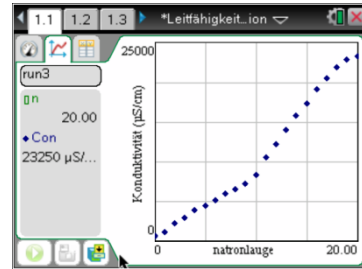 1.1 1.2 1.3 *Leitfähigkeit…ion
run3
n
20.00
Con
23250 µS/…
25000
Konduktivität (µS/cm)
0
0 natronlauge 20.00